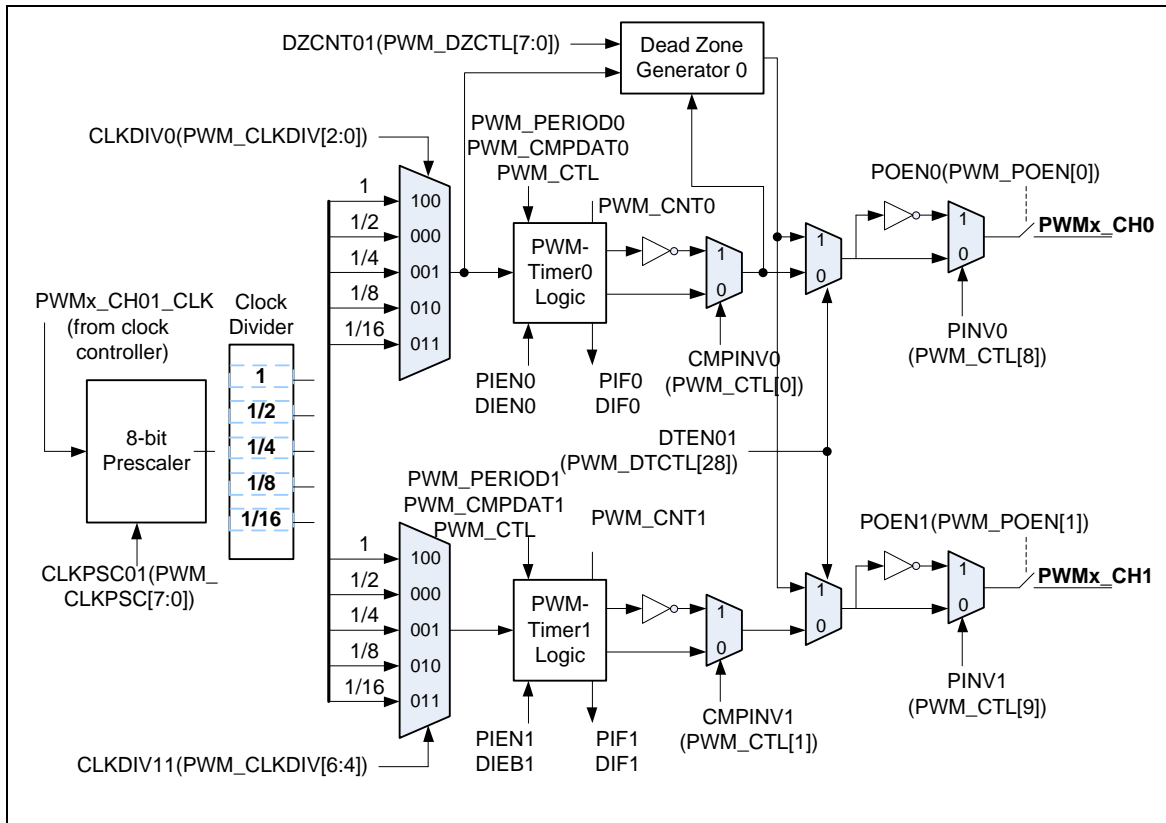 DZCNT01(PWM_DZCTL[7:0])
Dead Zone
Generator 0
CLKDIV0(PWM_CLKDIV[2:0])
PWM_PERIOD0
PWM_CMPDAT0
PWM_CTL
PWM_CNT0
1
1/2
1/4
1/8
1/16
100
000
001
010
011
PWM-
Timer0
Logic
1
0
1
0
POEN0(PWM_POEN[0])
1
0
PWMx_CH0
PIEN0
DIEN0
PIF0
DIF0
CMPINV0
(PWM_CTL[0])
PINV0
(PWM_CTL[8])
PWMx_CH01_CLK
(from clock
controller)
Clock
Divider
8-bit
Prescaler
1
1/2
1/4
1/8
1/16
CLKPSC01(PWM_
CLKPSC[7:0])
DTEN01
(PWM_DTCTL[28])
PWM_PERIOD1
PWM_CMPDAT1
PWM_CTL
PWM_CNT1
1
1/2
1/4
1/8
1/16
100
000
001
010
011
PWM-
Timer1
Logic
1
0
1
0
POEN1(PWM_POEN[1])
1
0
PWMx_CH1
PIEN1
DIEB1
PIF1
DIF1
CMPINV1
(PWM_CTL[1])
PINV1
(PWM_CTL[9])
CLKDIV11(PWM_CLKDIV[6:4])